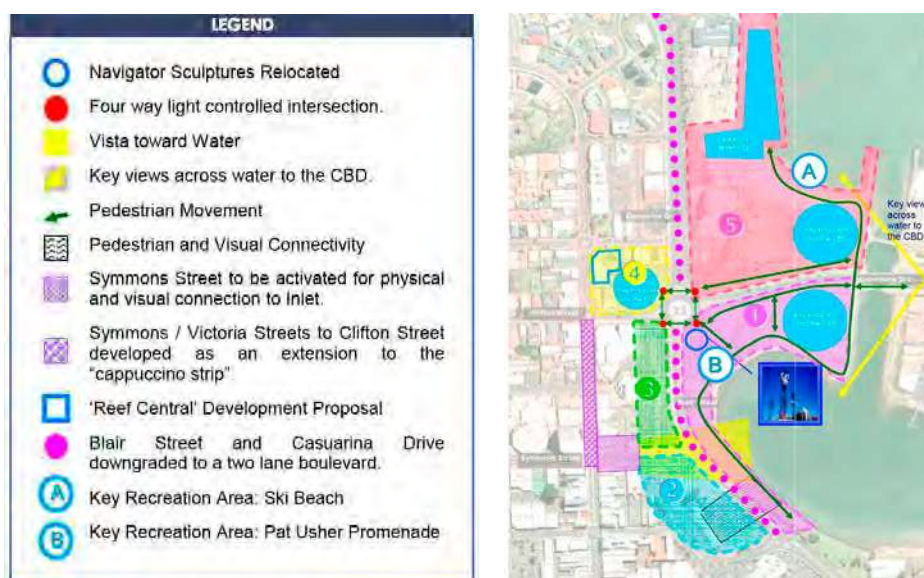 LEGEND
Navigator Sculptures Relocated
Four way light controlled intersection.
Vista toward Water
Key views across water to the CBD.
Pedestrian Movement
Pedestrian and Visual Connectivity
Symmons Street to be activated for physical
and visual connection to Inlet.
Symmons / Victoria Streets to Clifton Street
developed as an extension to the
"cappuccino strip"
'Reef Central' Development Proposal
Blair Street and Casuarina Drive
downgraded to a two lane boulevard.
A Key Recreation Area: Ski Beach
B Key Recreation Area: Pat Usher Promenade
A
Key view
across
water to
the CBD
5
4
1
B
3
2